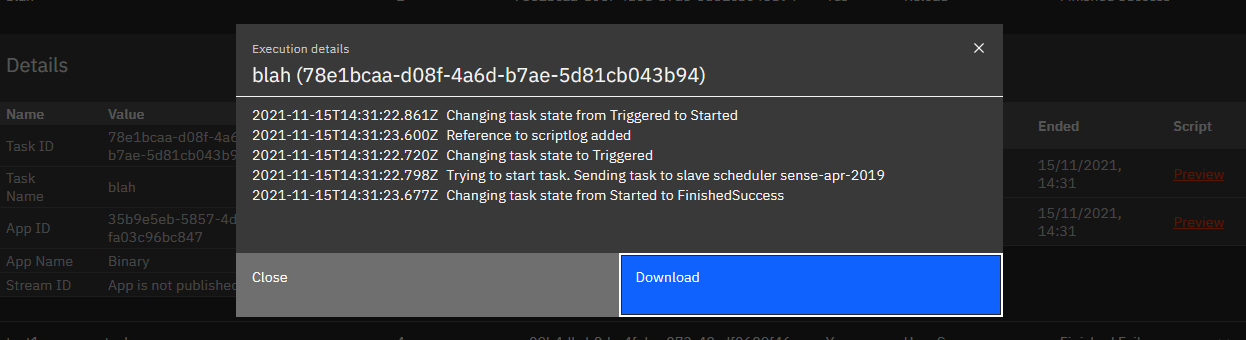 Details
Name Value
Task ID 78e1bcaa-d08f-4a6
b7ae-5d81cb043b9
Task Name blah
App ID 35b9e5eb-5857-4d
fa03c96bc847
App Name Binary
Stream ID App is not published
Execution details
blah (78e1bcaa-d08f-4a6d-b7ae-5d81cb043b94)
2021-11-15T14:31:22.861Z Changing task state from Triggered to Started
2021-11-15T14:31:23.600Z Reference to scriptlog added
2021-11-15T14:31:22.720Z Changing task state to Triggered
2021-11-15T14:31:22.798Z Trying to start task. Sending task to slave scheduler sense-apr-2019
2021-11-15T14:31:23.677Z Changing task state from Started to FinishedSuccess
Close Download
Ended Script
15/11/2021, 14:31 Preview
15/11/2021, 14:31 Preview